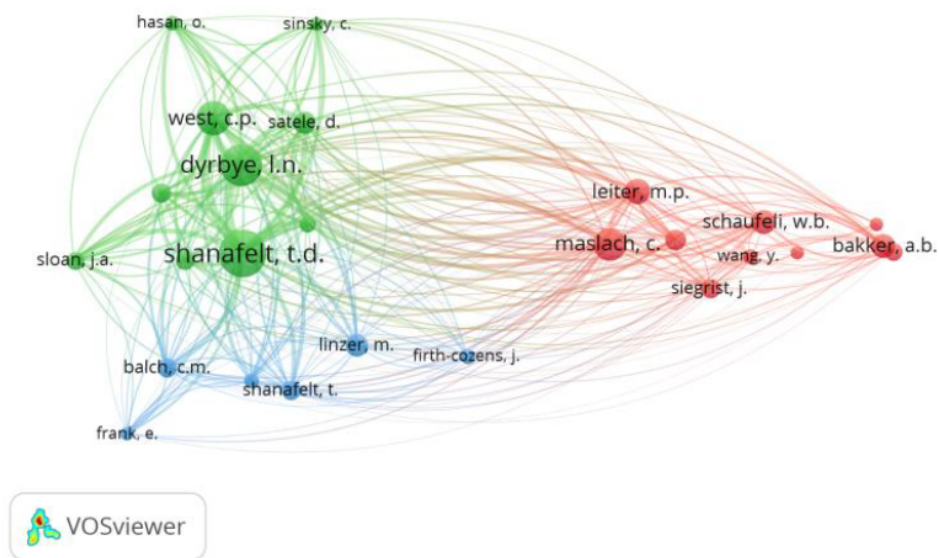 hasan, o.
sinsky, c.
west, c.p.
satele, d.
dyrbye, l.n.
leiter, m.p.
schaufeli, w.b.
shanafelt, t.d.
maslach, c.
bakker, a.b.
sloan, j.a.
wang, y.
siegrist, j.
linzer, m.
firth-cozens, j.
balch, c.m.
shanafelt, t.
frank, e.
VOSviewer